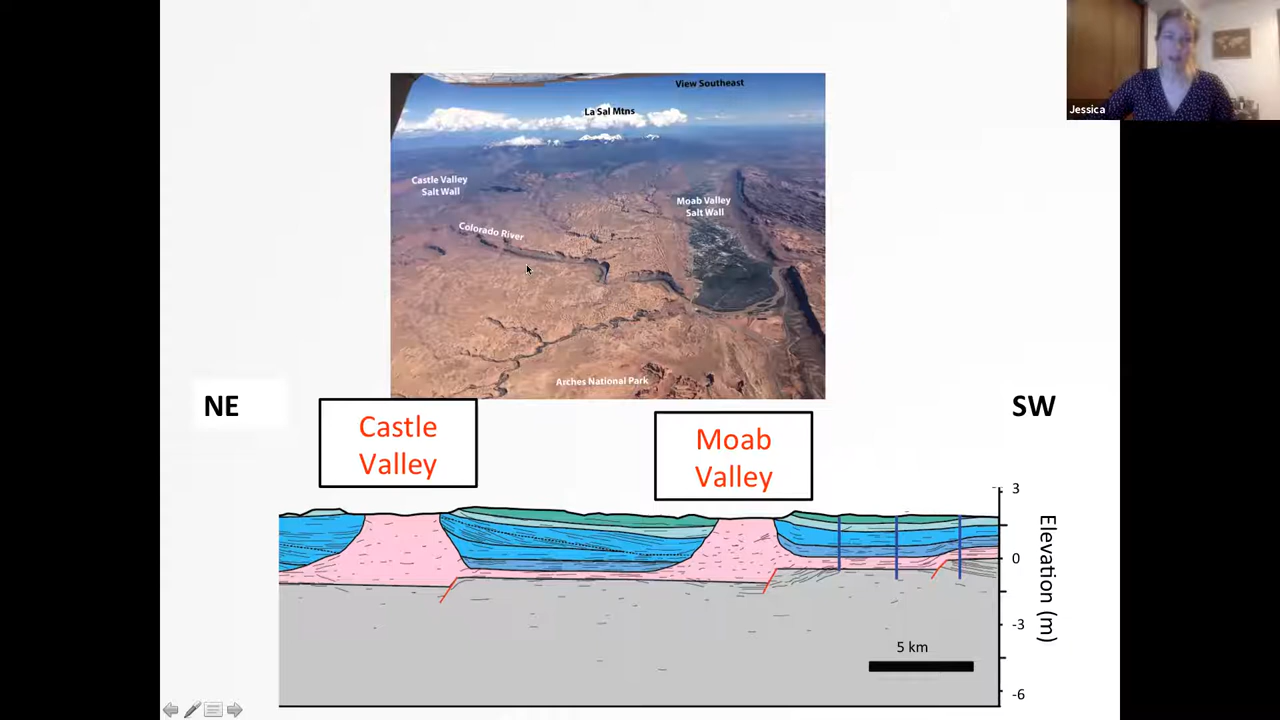 Jessica
View Southeast
La Sal Mtns
Castle Valley
Salt Wall
Moab Valley
Salt Wall
Colorado River
Arches National Park
NE
SW
Castle
Valley
Moab
Valley
3
0
-3
-6
Elevation (m)
5 km